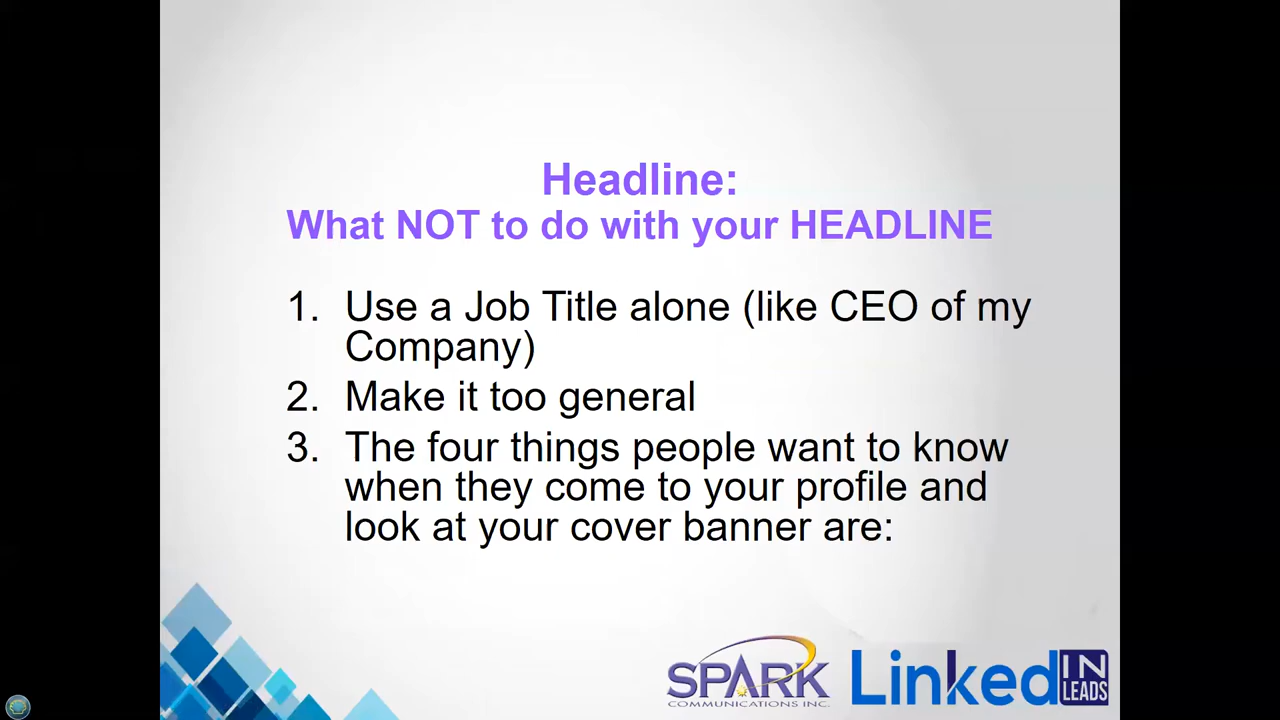 Headline:
What NOT to do with your HEADLINE
1. Use a Job Title alone (like CEO of my
Company)
2. Make it too general
3. The four things people want to know
when they come to your profile and
look at your cover banner are:
SPARK
COMMUNICATIONS INC.
Linked IN
LEADS